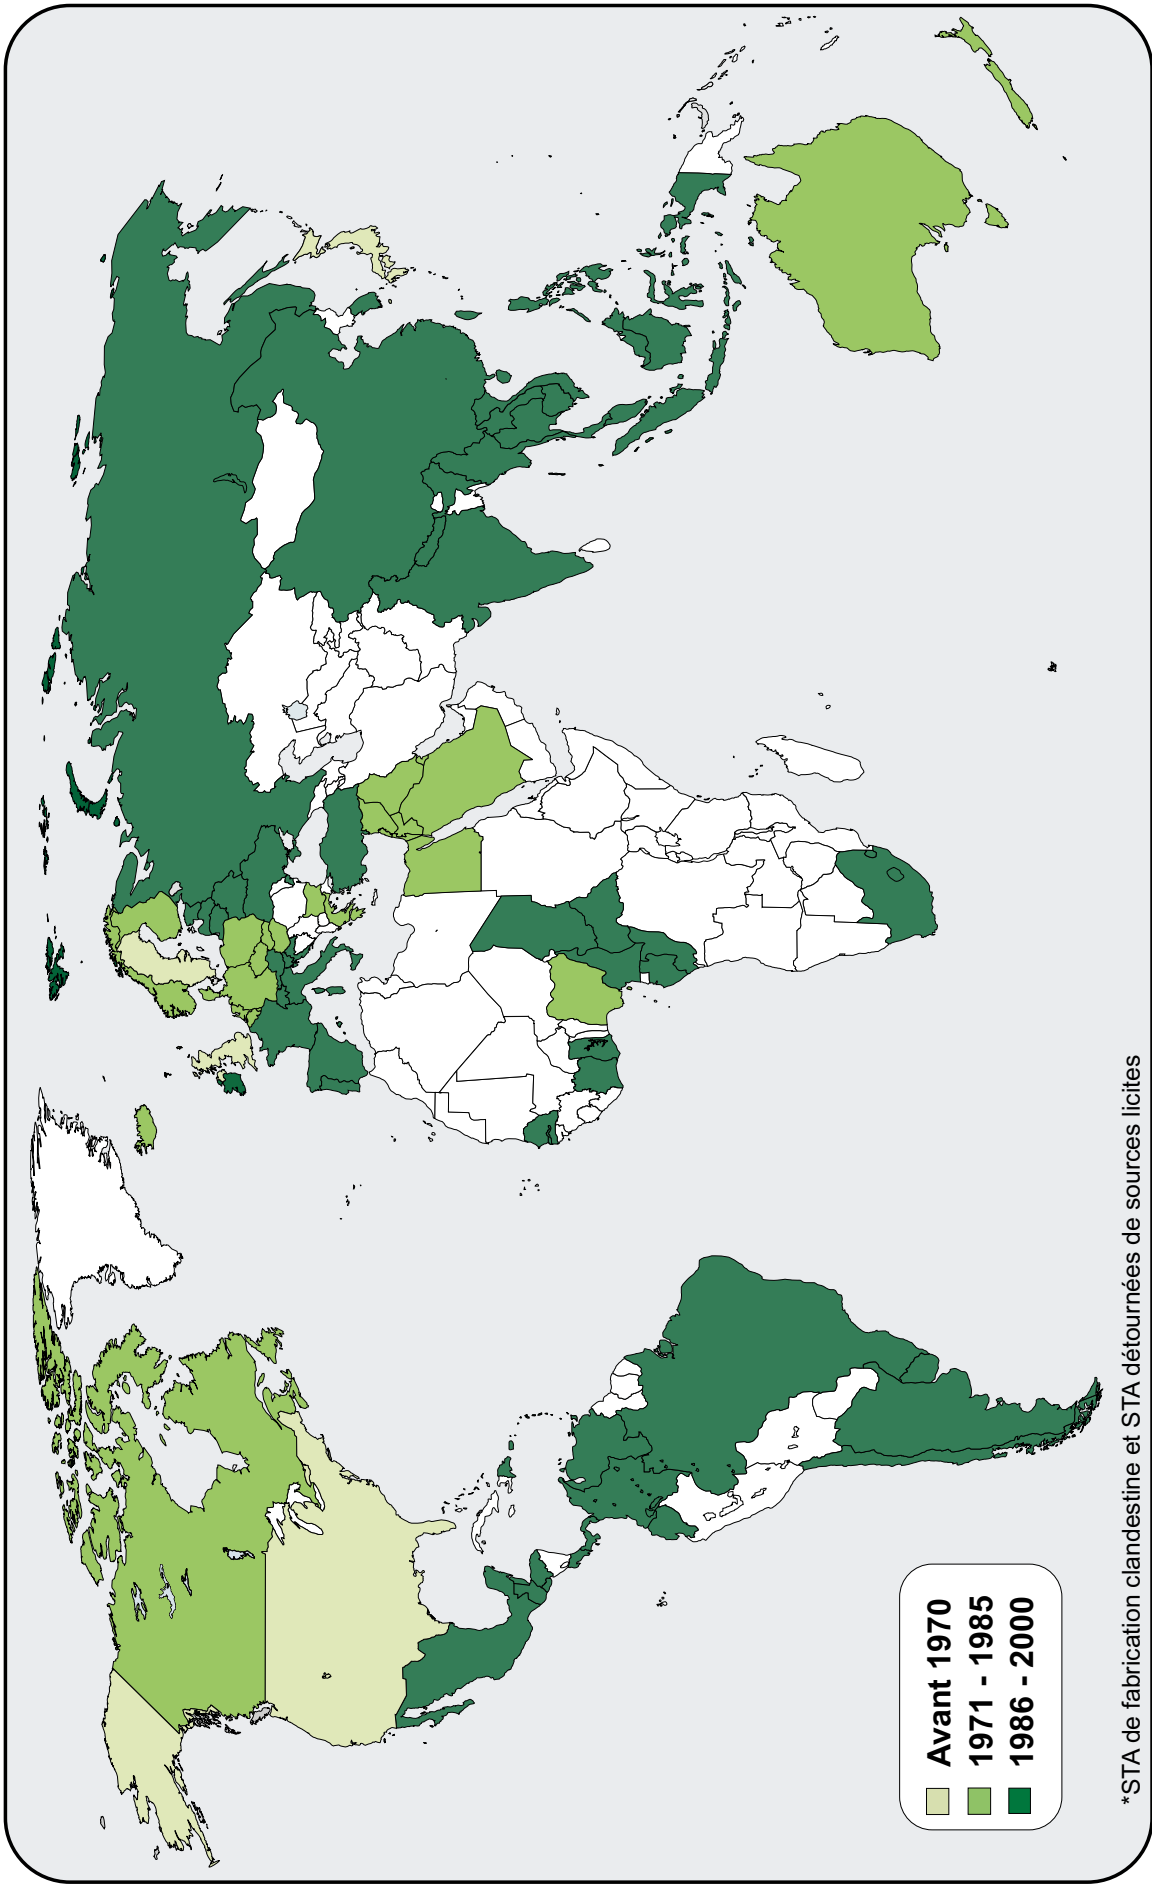 Avant 1970
1971 - 1985
1986 - 2000
*STA de fabrication clandestine et STA détournées de sources licites